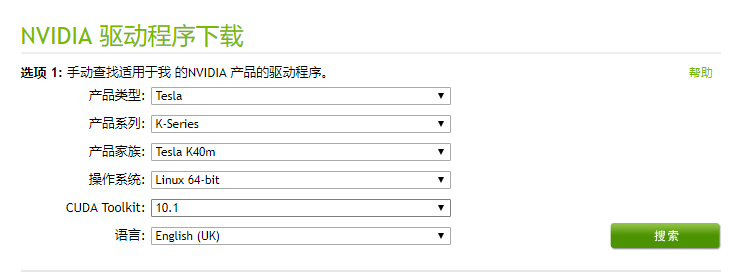 NVIDIA 驱动程序下载
选项 1: 手动查找适用于我 的NVIDIA 产品的驱动程序。 帮助
产品类型: Tesla
产品系列: K-Series
产品家族: Tesla K40m
操作系统: Linux 64-bit
CUDA Toolkit: 10.1
语言: English (UK) 搜索